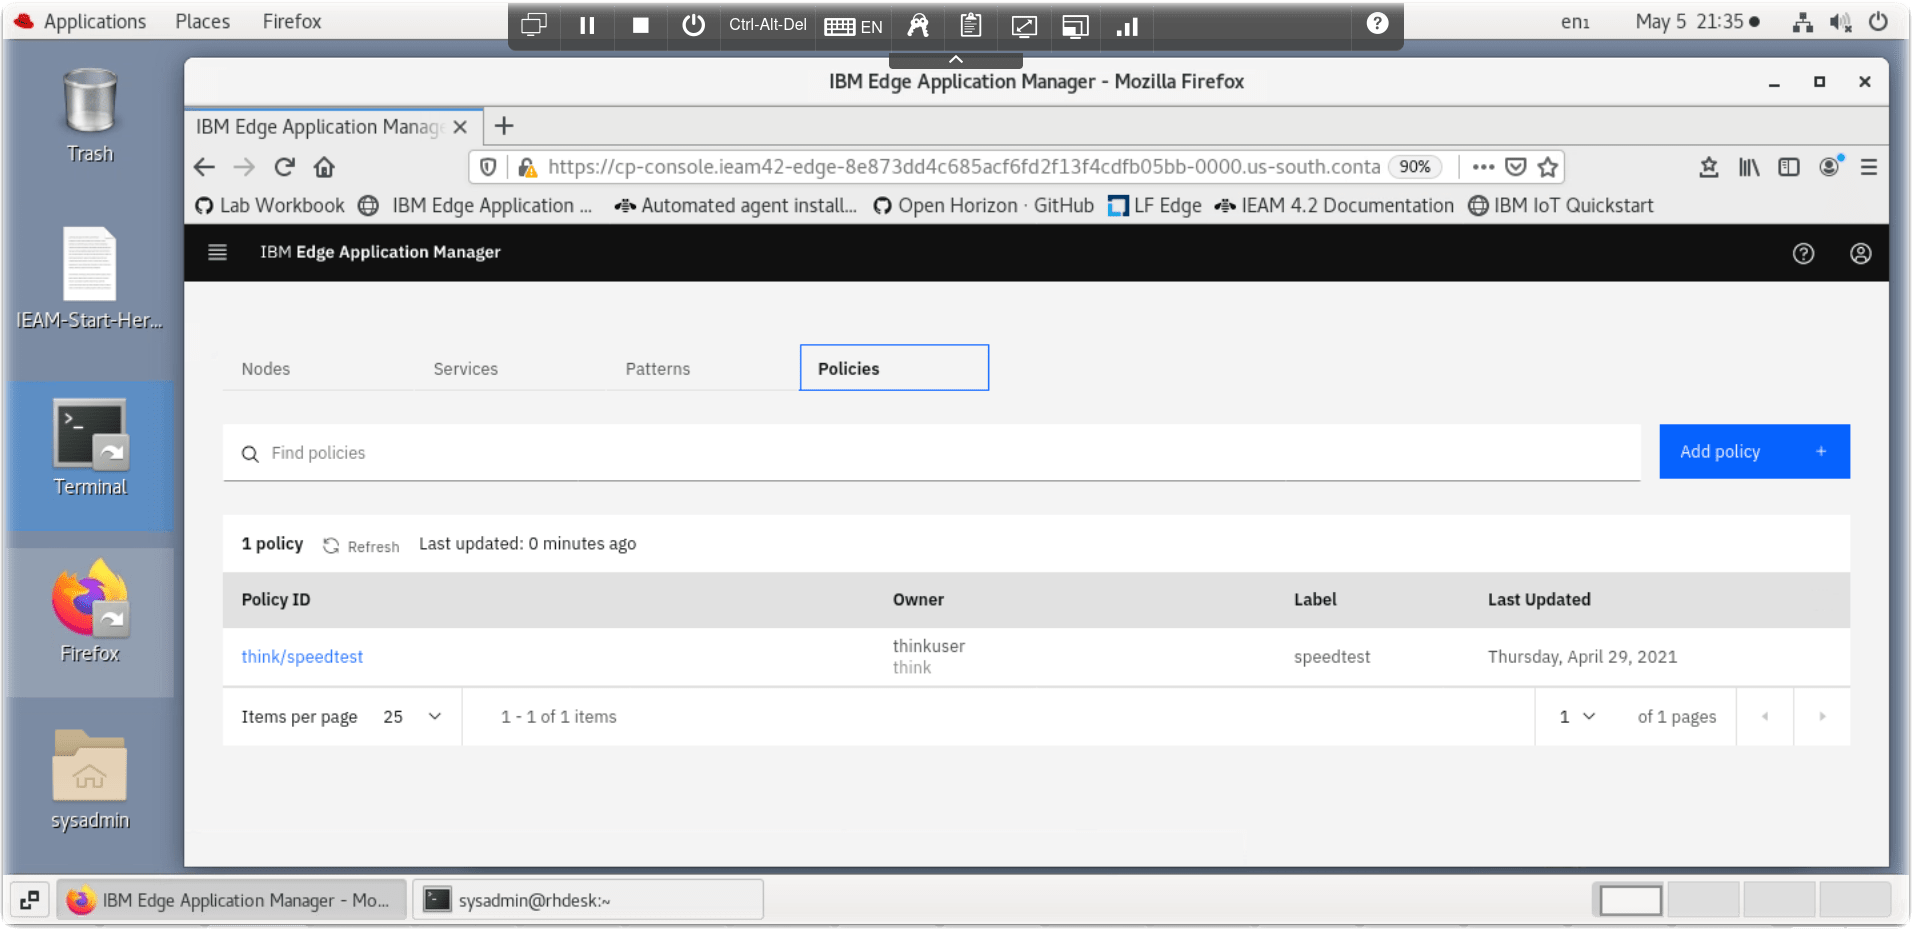 Applications Places Firefox
Ctrl-Alt-Del EN
en1 May 5 21:35
IBM Edge Application Manager - Mozilla Firefox
IBM Edge Application Manage
https://cp-console.ieam42-edge-8e873dd4c685acf6fd2f13f4cdfb05bb-0000.us-south.conta 90%
Lab Workbook IBM Edge Application ... Automated agent install... Open Horizon · GitHub LF Edge IEAM 4.2 Documentation IBM IoT Quickstart
IBM Edge Application Manager
Trash
IEAM-Start-Her...
Terminal
Firefox
sysadmin
Nodes Services Patterns Policies
Find policies
Add policy +
1 policy Refresh Last updated: 0 minutes ago
Policy ID Owner Label Last Updated
think/speedtest thinkuser speedtest Thursday, April 29, 2021
think
Items per page 25 1 - 1 of 1 items 1 of 1 pages
IBM Edge Application Manager - Mo... sysadmin@rhdesk:~